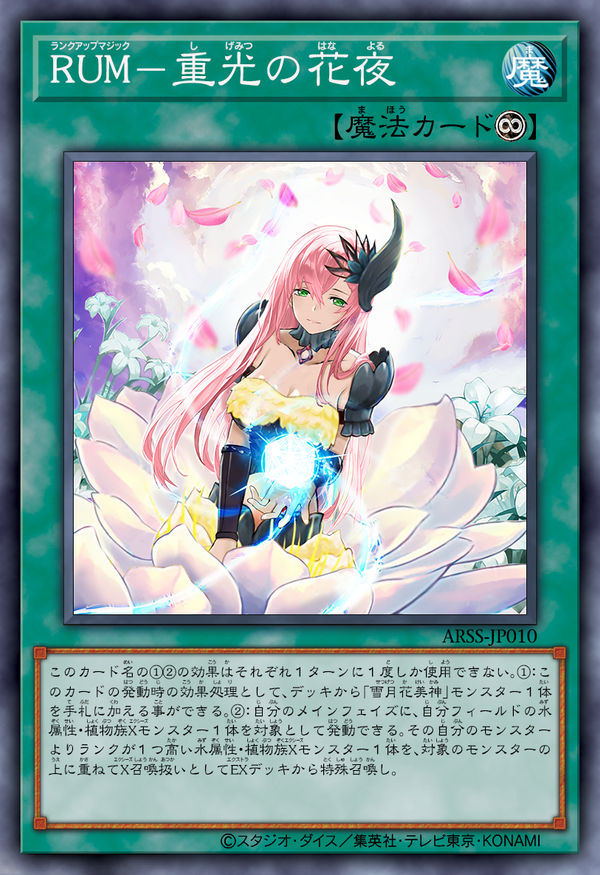 ランクアップマジック しげみつ はな よる
RUM－重光の花夜
ま
魔
ま ほう
【魔法カード】
ARSS-JP010
このカード名の①②の効果はそれぞれ１ターンに１度しか使用できない。①：こ
のカードの発動時の効果処理として、デッキから「雪月花美神」モンスター１体
を手札に加える事ができる。②：自分のメインフェイズに、自分フィールドの水
属性・植物族Xモンスター１体を対象として発動できる。その自分のモンスター
よりランクが１つ高い水属性・植物族Xモンスター１体を、対象のモンスターの
上に重ねてX召喚扱いとしてEXデッキから特殊召喚し。
©スタジオ・ダイス／集英社・テレビ東京・KONAMI